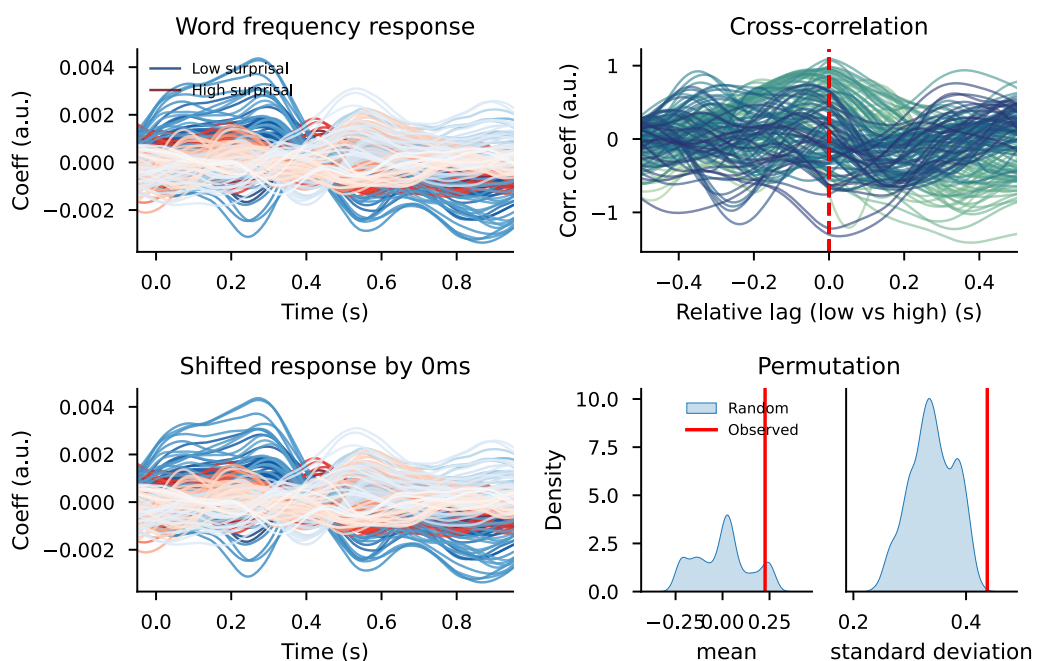 Word frequency response
Low surprisal
High surprisal
0.004
0.002
0.000
−0.002
Coeff (a.u.)
0.0 0.2 0.4 0.6 0.8
Time (s)
Cross-correlation
1
0
−1
Corr. coeff (a.u.)
−0.4 −0.2 0.0 0.2 0.4
Relative lag (low vs high) (s)
Shifted response by 0ms
0.004
0.002
0.000
−0.002
Coeff (a.u.)
0.0 0.2 0.4 0.6 0.8
Time (s)
Permutation
Random
Observed
10.0
7.5
5.0
2.5
0.0
Density
−0.25 0.00 0.25
mean
0.2 0.4
standard deviation